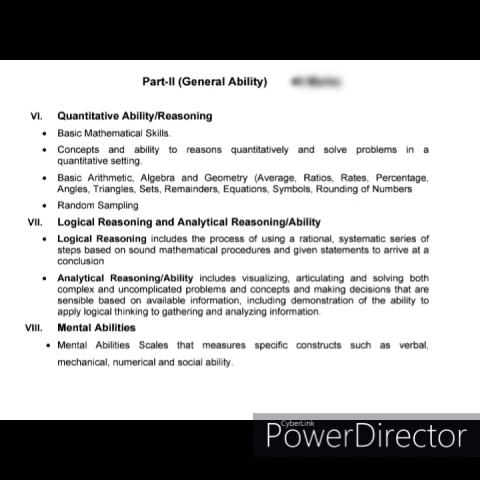 Part-II (General Ability)
VI. Quantitative Ability/Reasoning
• Basic Mathematical Skills.
• Concepts and ability to reasons quantitatively and solve problems in a
quantitative setting.
• Basic Arithmetic, Algebra and Geometry (Average, Ratios, Rates, Percentage,
Angles, Triangles, Sets, Remainders, Equations, Symbols, Rounding of Numbers
• Random Sampling
VII. Logical Reasoning and Analytical Reasoning/Ability
• Logical Reasoning includes the process of using a rational, systematic series of
steps based on sound mathematical procedures and given statements to arrive at a
conclusion
• Analytical Reasoning/Ability includes visualizing, articulating and solving both
complex and uncomplicated problems and concepts and making decisions that are
sensible based on available information, including demonstration of the ability to
apply logical thinking to gathering and analyzing information.
VIII. Mental Abilities
• Mental Abilities Scales that measures specific constructs such as verbal,
mechanical, numerical and social ability.
CyberLink
PowerDirector